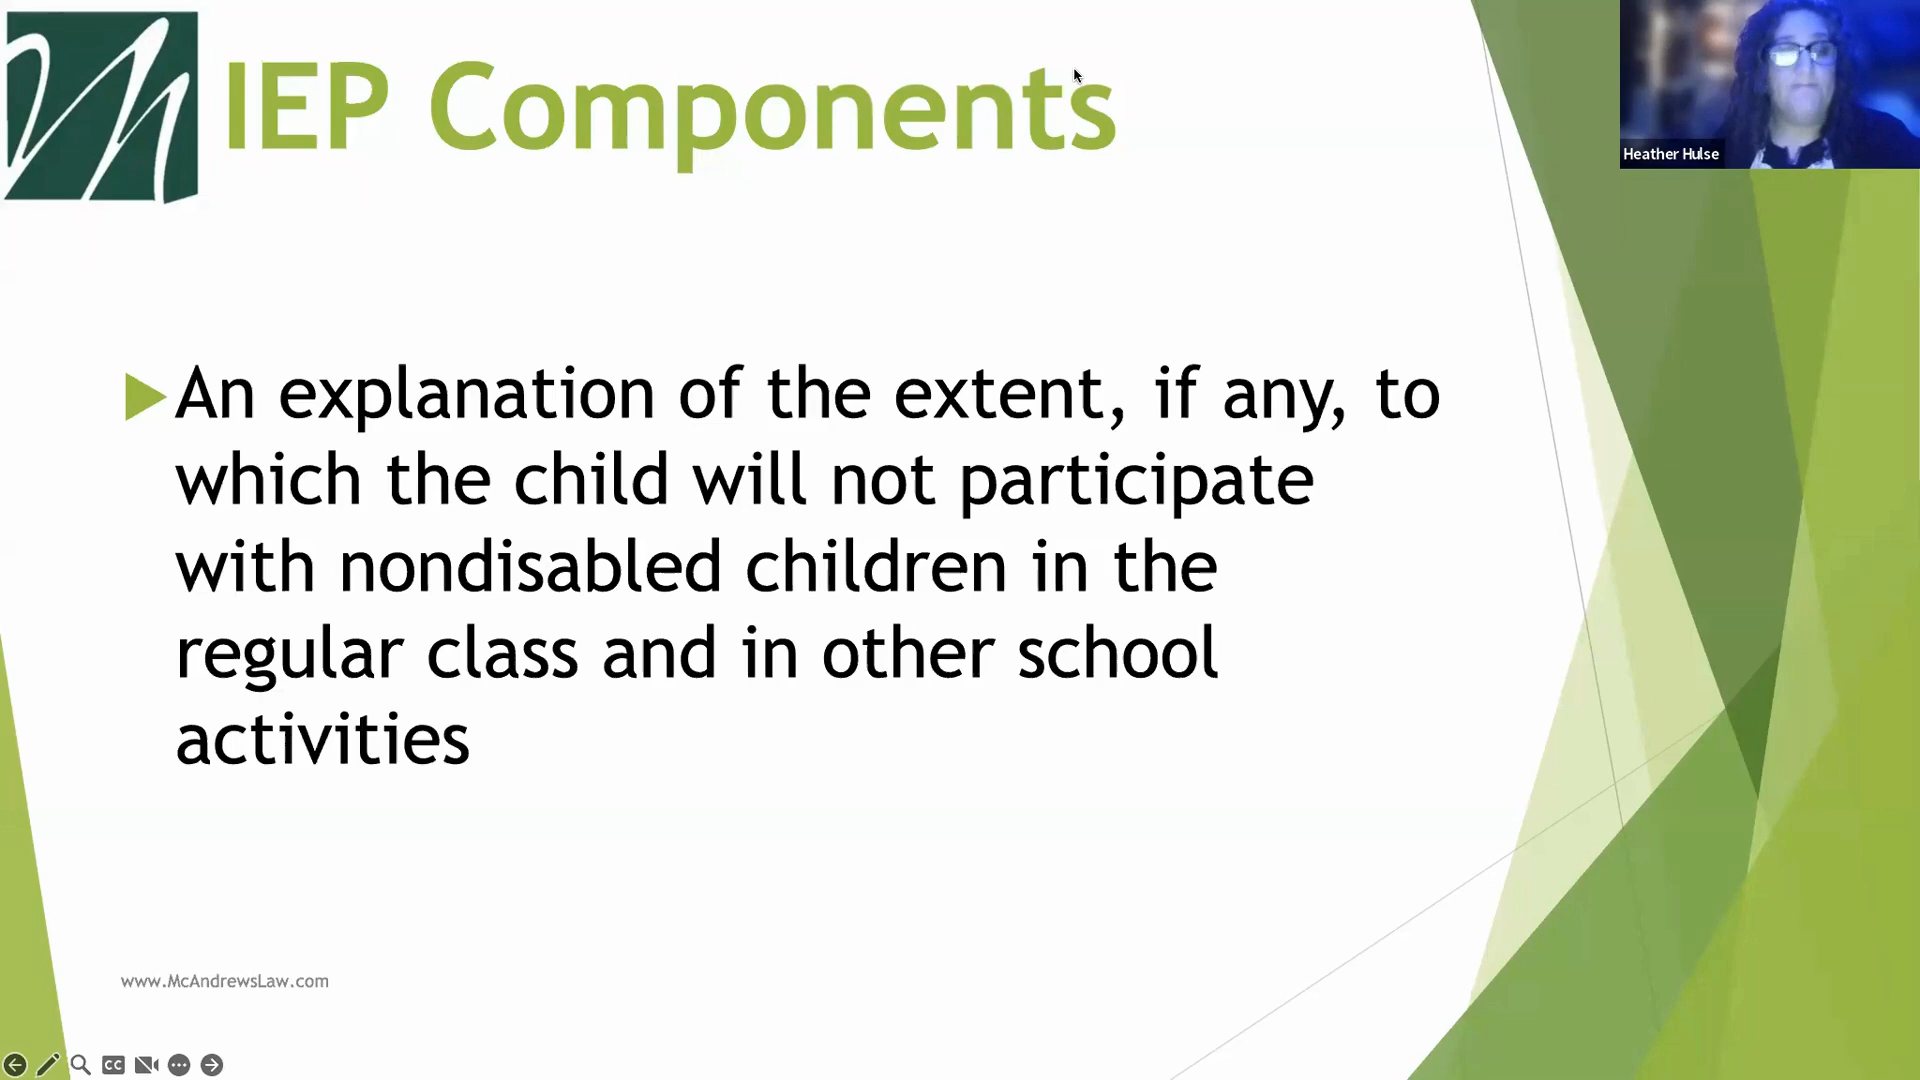 IEP Components
Heather Hulse
An explanation of the extent, if any, to
which the child will not participate
with nondisabled children in the
regular class and in other school
activities
www.McAndrewsLaw.com
CC